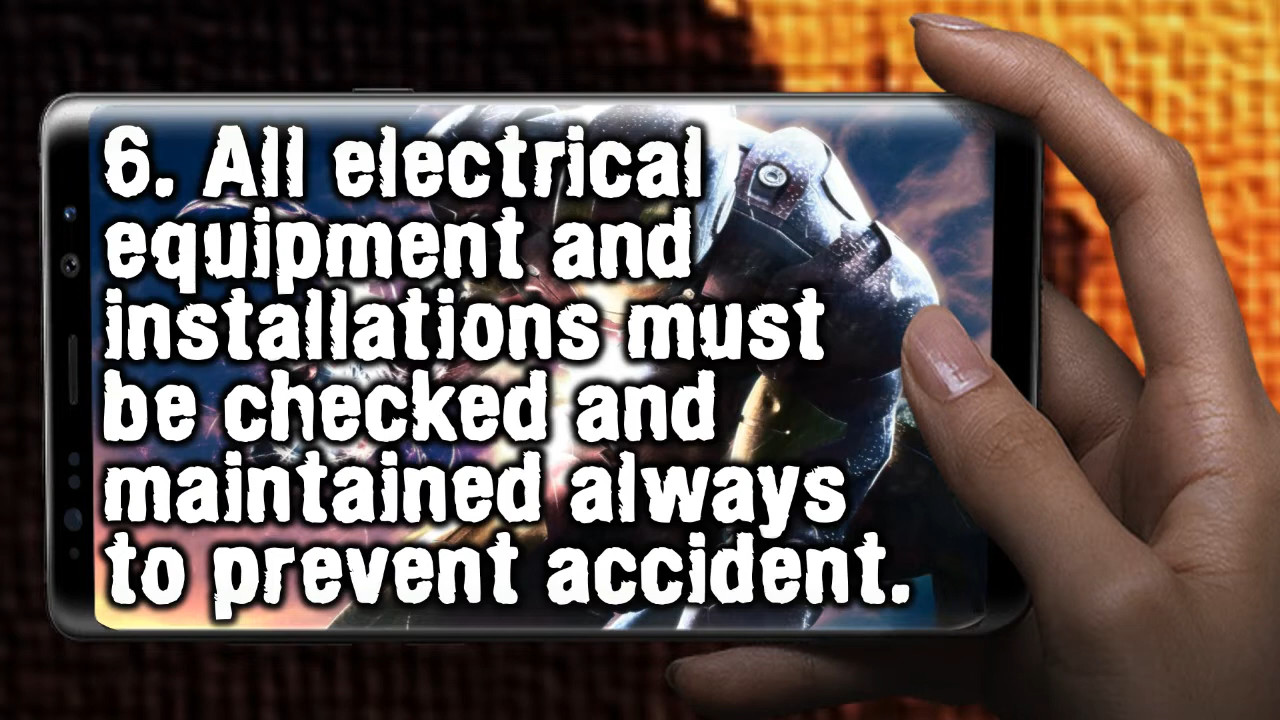 6. All electrical
equipment and
installations must
be checked and
maintained always
to prevent accident.